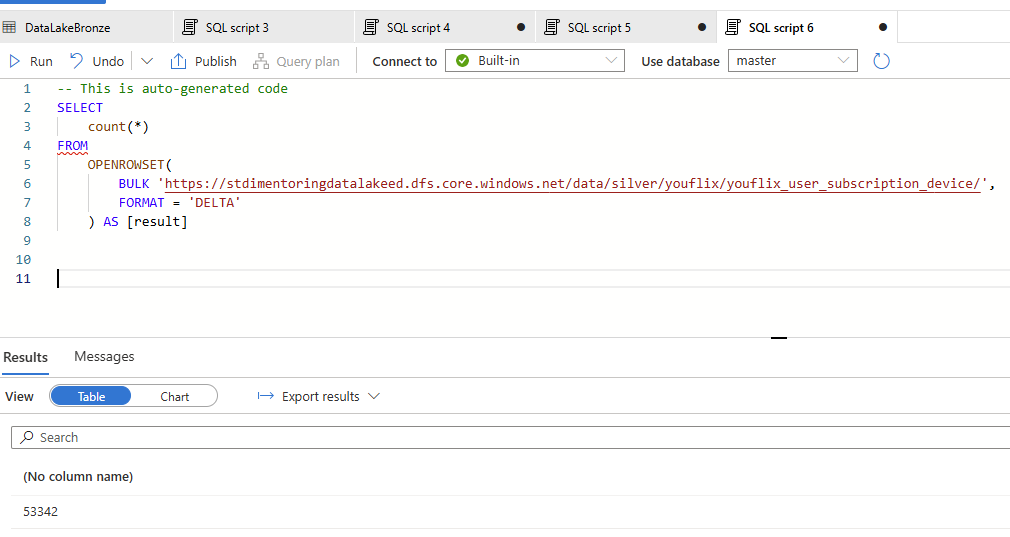 DataLakeBronze SQL script 3 SQL script 4 SQL script 5 SQL script 6
Run Undo Publish Query plan Connect to Built-in Use database master
1 -- This is auto-generated code
2 SELECT
3 count(*)
4 FROM
5 OPENROWSET(
6 BULK 'https://stdimentoringdatalakeed.dfs.core.windows.net/data/silver/youflix/youflix_user_subscription_device/',
7 FORMAT = 'DELTA'
8 ) AS [result]
9
10
11
Results Messages
View Table Chart Export results
Search
(No column name)
53342